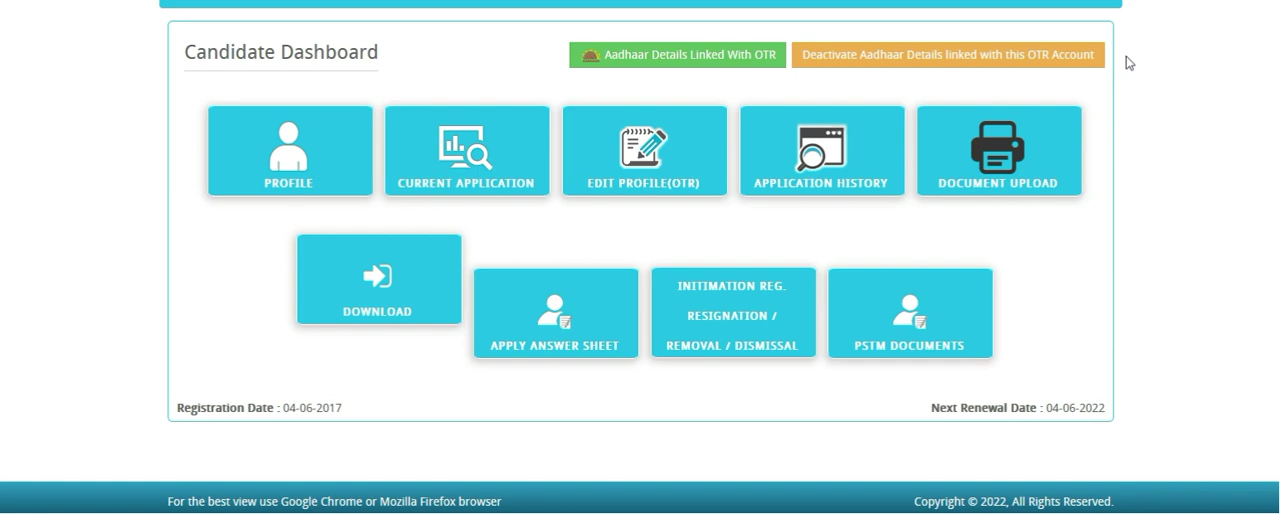 Candidate Dashboard
Aadhaar Details Linked With OTR
Deactivate Aadhaar Details linked with this OTR Account
PROFILE
CURRENT APPLICATION
EDIT PROFILE(OTR)
APPLICATION HISTORY
DOCUMENT UPLOAD
DOWNLOAD
APPLY ANSWER SHEET
INITIMATION REG.
RESIGNATION /
REMOVAL / DISMISSAL
PSTM DOCUMENTS
Registration Date : 04-06-2017
Next Renewal Date : 04-06-2022
For the best view use Google Chrome or Mozilla Firefox browser
Copyright © 2022, All Rights Reserved.